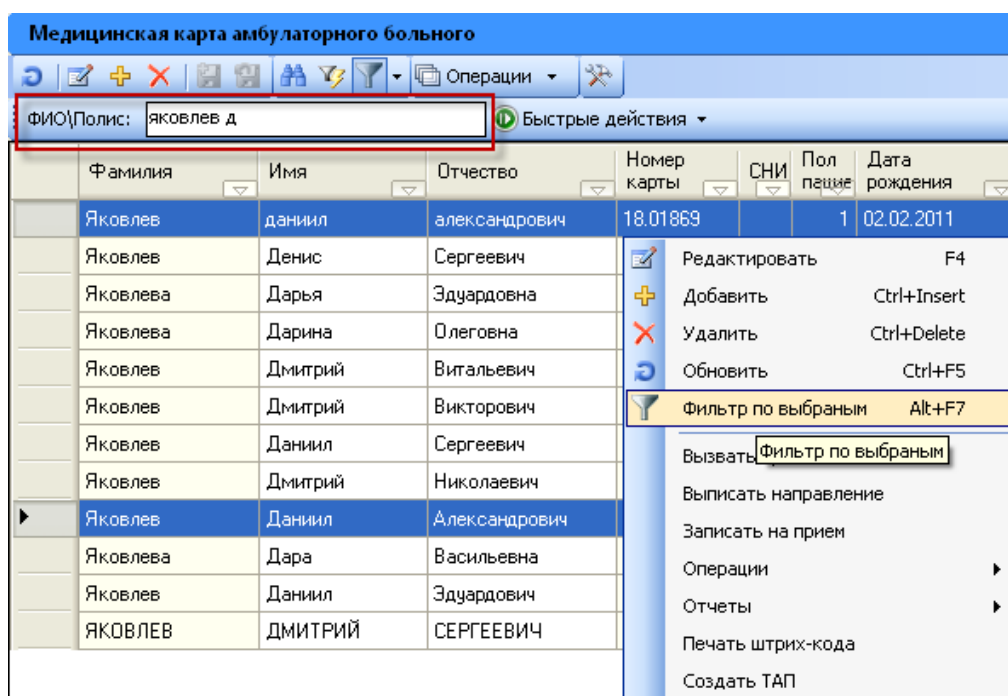 Медицинская карта амбулаторного больного
Операции
ФИО\Полис: яковлев д Быстрые действия
Фамилия Имя Отчество Номер карты СНИ Пол Дата рождения
Яковлев даниил александрович 18.01869 1 02.02.2011
Яковлев Денис Сергеевич
Яковлева Дарья Эдуардовна
Яковлева Дарина Олеговна
Яковлев Дмитрий Витальевич
Яковлев Дмитрий Викторович
Яковлев Даниил Сергеевич
Яковлев Дмитрий Николаевич
Яковлев Даниил Александрович
Яковлева Дара Васильевна
Яковлев Даниил Эдуардович
ЯКОВЛЕВ ДМИТРИЙ СЕРГЕЕВИЧ
Редактировать F4
Добавить Ctrl+Insert
Удалить Ctrl+Delete
Обновить Ctrl+F5
Фильтр по выбраным Alt+F7
Вызвать
Фильтр по выбраным
Выписать направление
Записать на прием
Операции
Отчеты
Печать штрих-кода
Создать ТАП